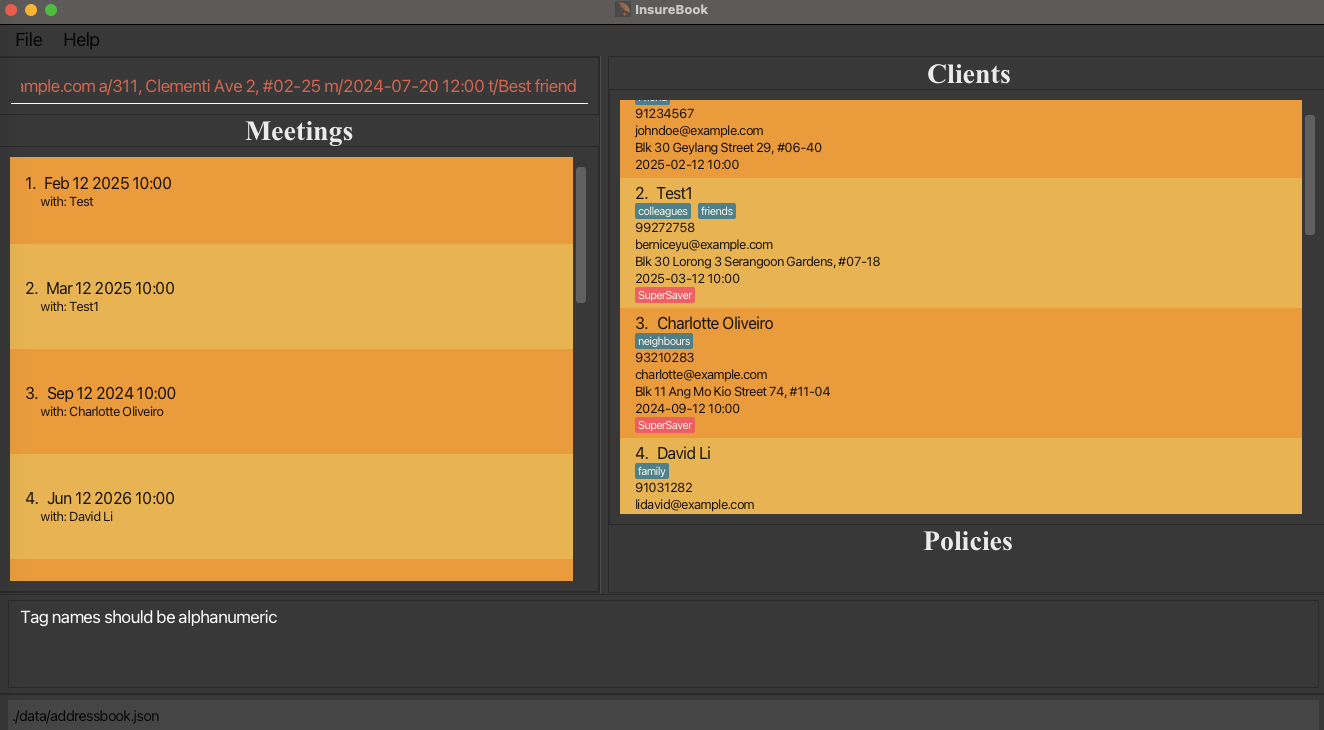 InsureBook
File Help
ample.com a/311, Clementi Ave 2, #02-25 m/2024-07-20 12:00 t/Best friend
Meetings
1. Feb 12 2025 10:00
with: Test
2. Mar 12 2025 10:00
with: Test1
3. Sep 12 2024 10:00
with: Charlotte Oliveiro
4. Jun 12 2026 10:00
with: David Li
Clients
91234567
johndoe@example.com
Blk 30 Geylang Street 29, #06-40
2025-02-12 10:00
2. Test1
colleagues friends
99272758
berniceyu@example.com
Blk 30 Lorong 3 Serangoon Gardens, #07-18
2025-03-12 10:00
SuperSaver
3. Charlotte Oliveiro
neighbours
93210283
charlotte@example.com
Blk 11 Ang Mo Kio Street 74, #11-04
2024-09-12 10:00
SuperSaver
4. David Li
family
91031282
lidavid@example.com
Policies
Tag names should be alphanumeric
./data/addressbook.json